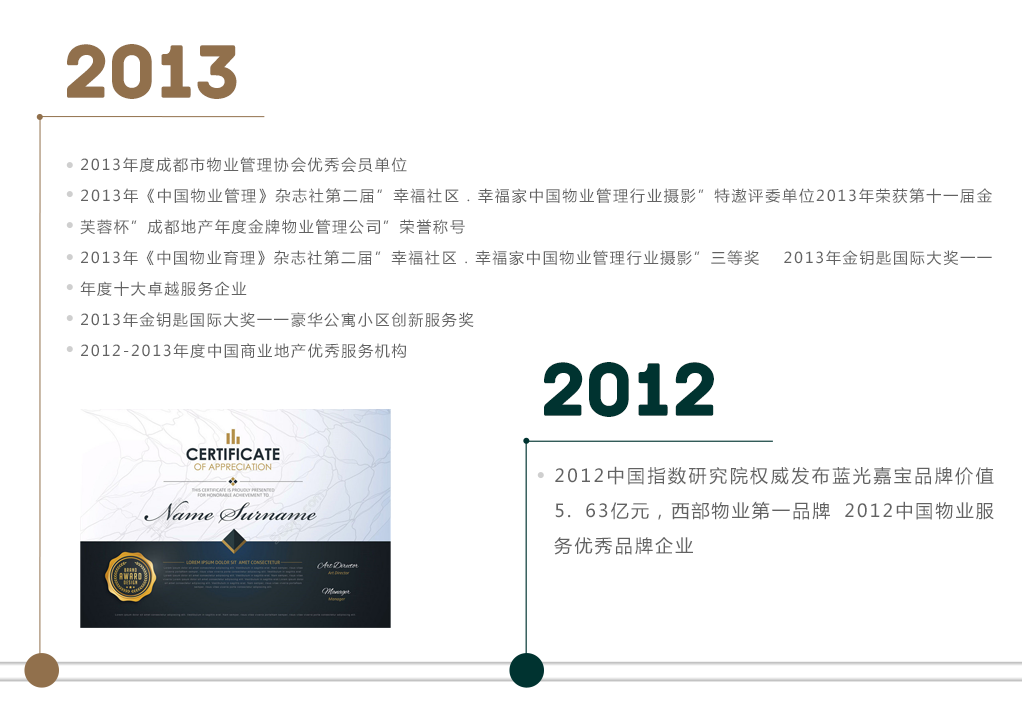 2013
2013年度成都市物业管理协会优秀会员单位
2013年《中国物业管理》杂志社第二届”幸福社区．幸福家中国物业管理行业摄影”特邀评委单位2013年荣获第十一届金
芙蓉杯”成都地产年度金牌物业管理公司”荣誉称号
2013年《中国物业育理》杂志社第二届”幸福社区．幸福家中国物业管理行业摄影”三等奖 2013年金钥匙国际大奖一一
年度十大卓越服务企业
2013年金钥匙国际大奖一一豪华公寓小区创新服务奖
2012-2013年度中国商业地产优秀服务机构
CERTIFICATE
OF APPRECIATION
THIS CERTIFICATE IS PROUDLY PRESENTED
FOR HONORABLE ACHIEVEMENT TO
Name Surname
LOREM IPSUM DOLOR SIT AMET CONSECTETUR
BRAND
AWARD
DESIGN
Art Director
Art Director
Manager
Manager
2012
2012中国指数研究院权威发布蓝光嘉宝品牌价值
5. 63亿元，西部物业第一品牌 2012中国物业服
务优秀品牌企业